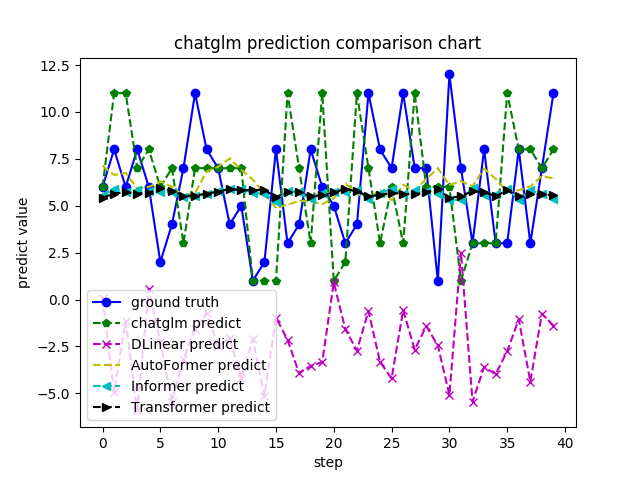 chatglm prediction comparison chart
12.5
10.0
7.5
5.0
2.5
0.0
−2.5
−5.0
predict value
ground truth
chatglm predict
DLinear predict
AutoFormer predict
Informer predict
Transformer predict
0 5 10 15 20 25 30 35 40
step